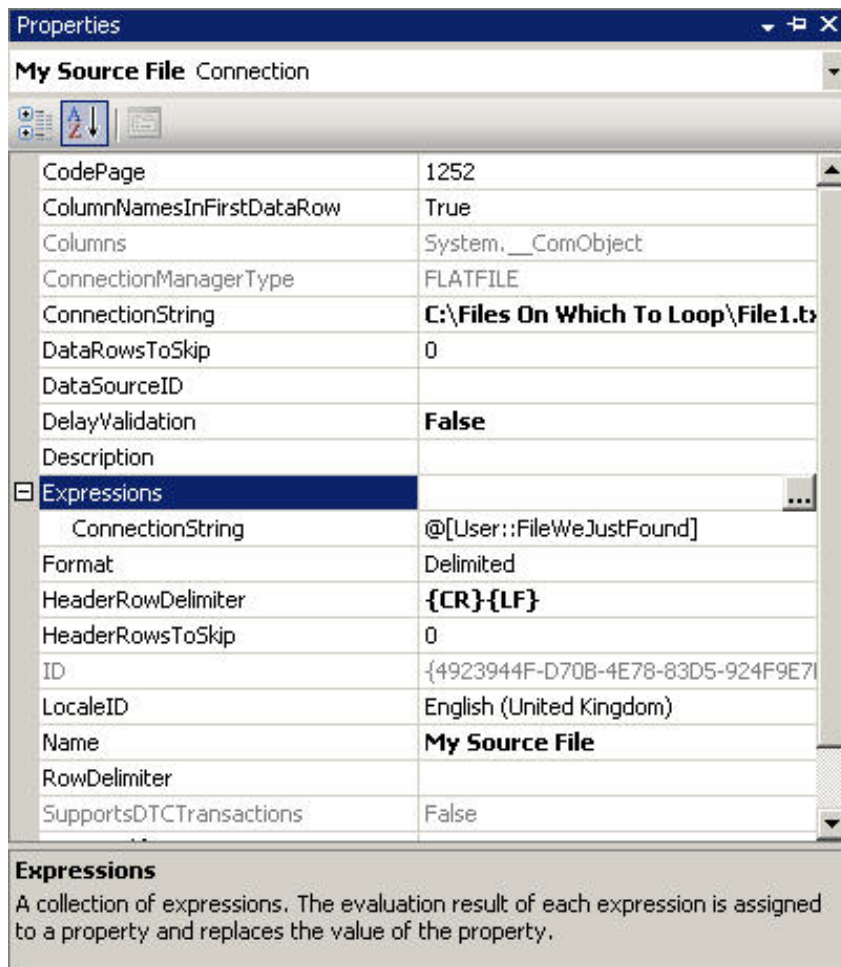 Properties
My Source File Connection
CodePage 1252
ColumnNamesInFirstDataRow True
Columns System.__ComObject
ConnectionManagerType FLATFILE
ConnectionString C:\Files On Which To Loop\File1.tx
DataRowsToSkip 0
DataSourceID
DelayValidation False
Description
Expressions ...
ConnectionString @[User::FileWeJustFound]
Format Delimited
HeaderRowDelimiter {CR}{LF}
HeaderRowsToSkip 0
ID {4923944F-D70B-4E78-83D5-924F9E7
LocaleID English (United Kingdom)
Name My Source File
RowDelimiter
SupportsDTCTransactions False
Expressions
A collection of expressions. The evaluation result of each expression is assigned
to a property and replaces the value of the property.